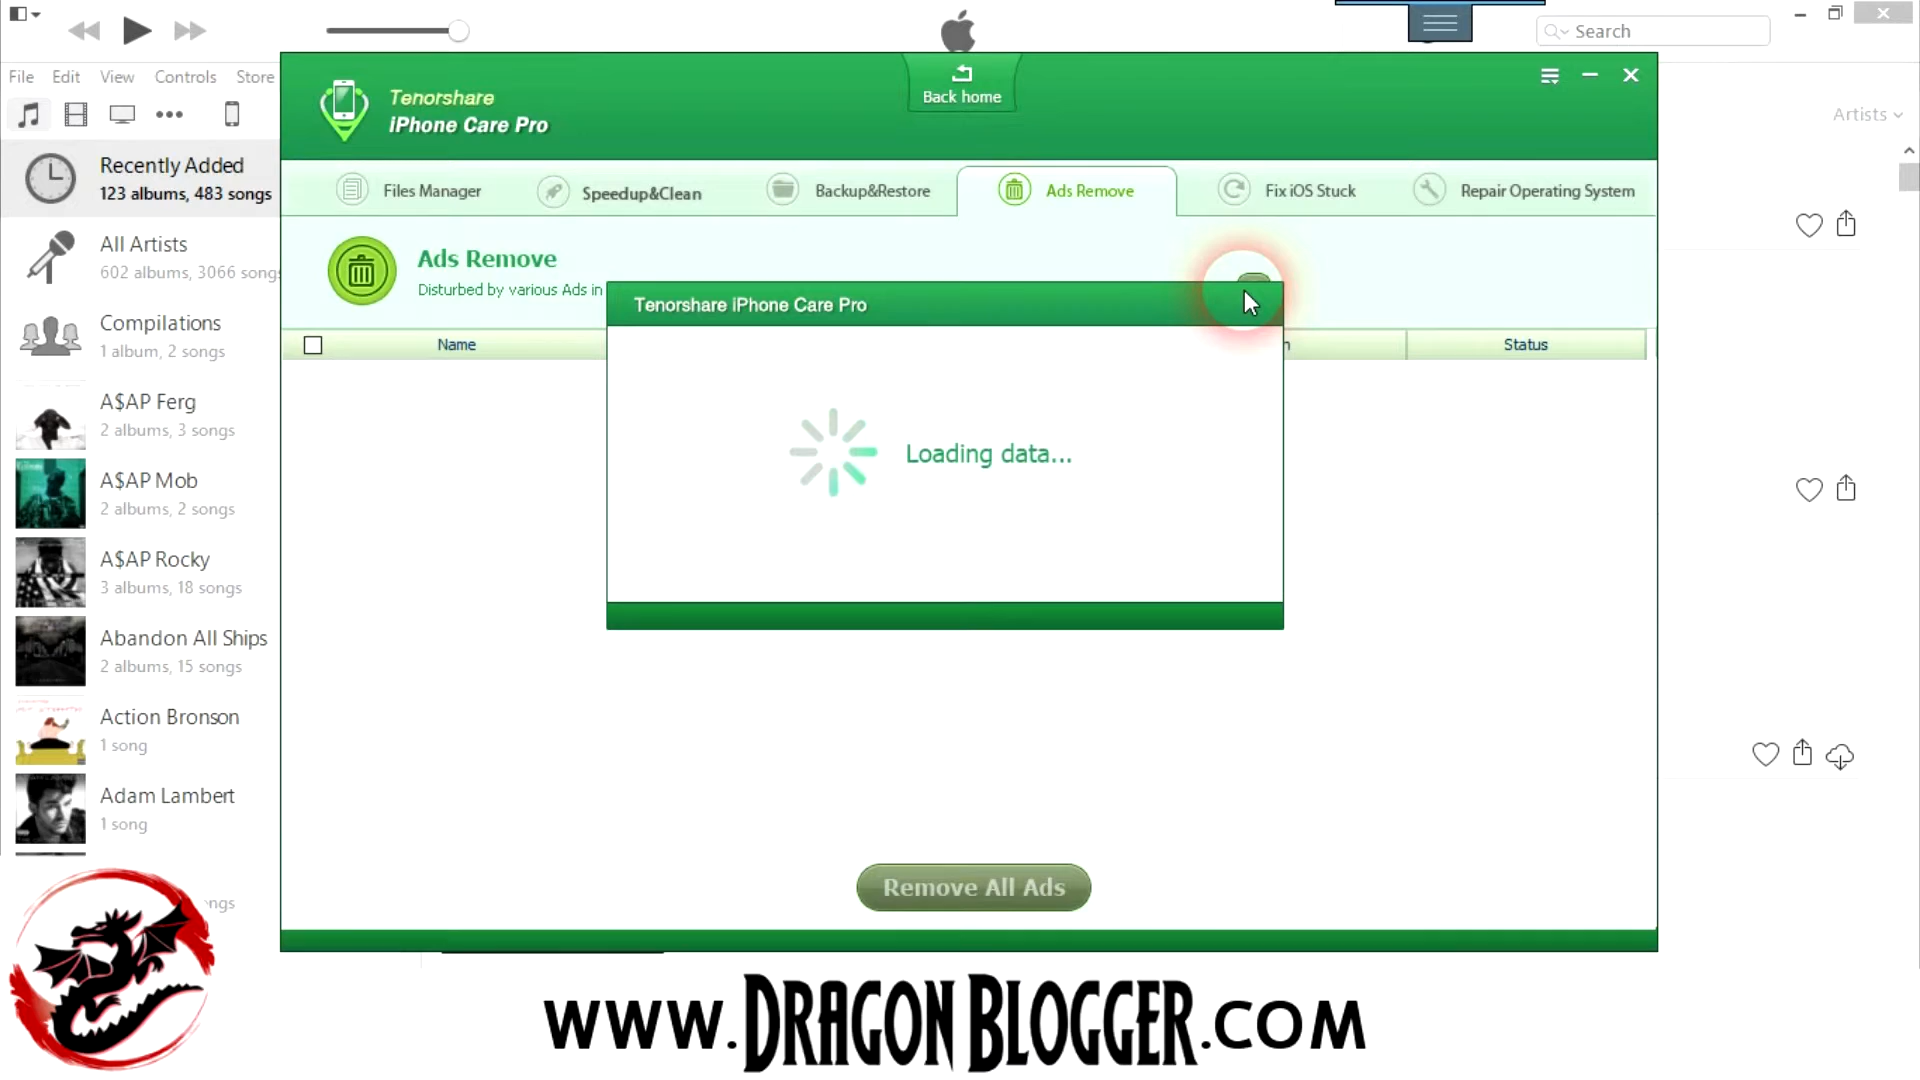 Search
File Edit View Controls Store
Artists
Recently Added
123 albums, 483 songs
All Artists
602 albums, 3066 songs
Compilations
1 album, 2 songs
A$AP Ferg
2 albums, 3 songs
A$AP Mob
2 albums, 2 songs
A$AP Rocky
3 albums, 18 songs
Abandon All Ships
2 albums, 15 songs
Action Bronson
1 song
Adam Lambert
1 song
ngs
Tenorshare
iPhone Care Pro
Back home
Files Manager Speedup&Clean Backup&Restore Ads Remove Fix iOS Stuck Repair Operating System
Ads Remove
Disturbed by various Ads in
Name Status
Tenorshare iPhone Care Pro
Loading data...
Remove All Ads
www.DRAGON BLOGGER.COM